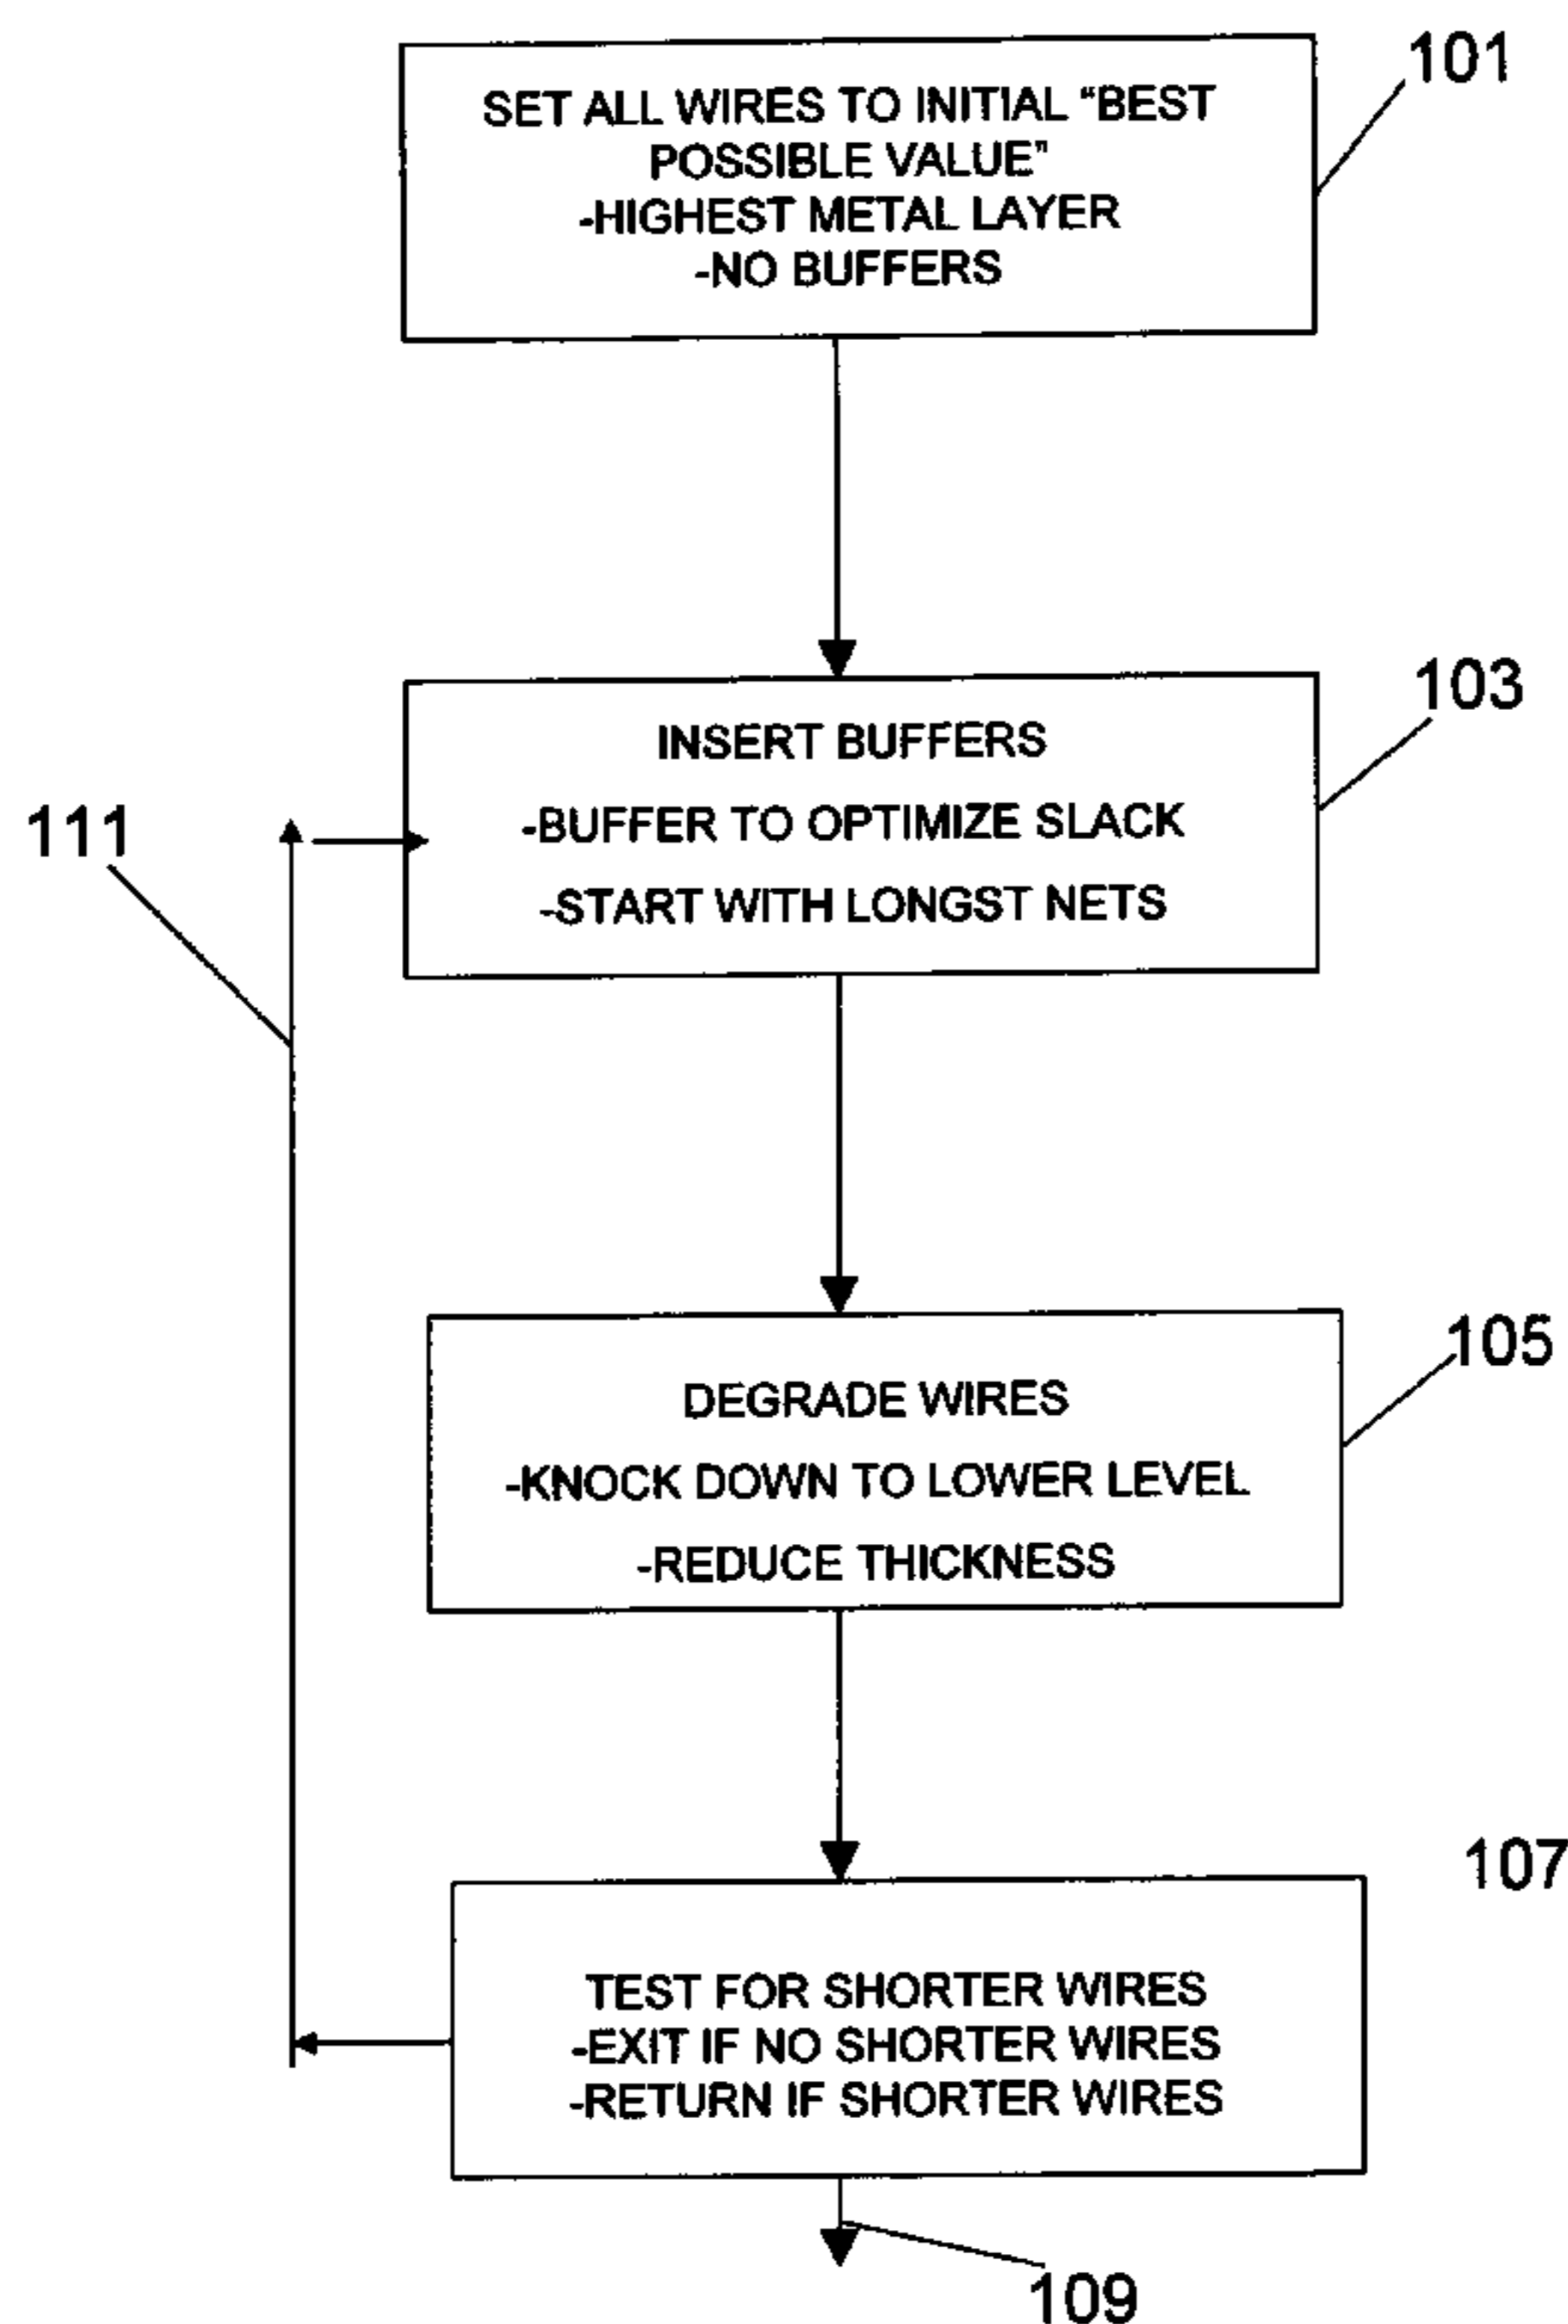 101
SET ALL WIRES TO INITIAL "BEST
POSSIBLE VALUE"
-HIGHEST METAL LAYER
-NO BUFFERS
103
INSERT BUFFERS
-BUFFER TO OPTIMIZE SLACK
-START WITH LONGST NETS
111
105
DEGRADE WIRES
-KNOCK DOWN TO LOWER LEVEL
-REDUCE THICKNESS
107
TEST FOR SHORTER WIRES
-EXIT IF NO SHORTER WIRES
-RETURN IF SHORTER WIRES
109